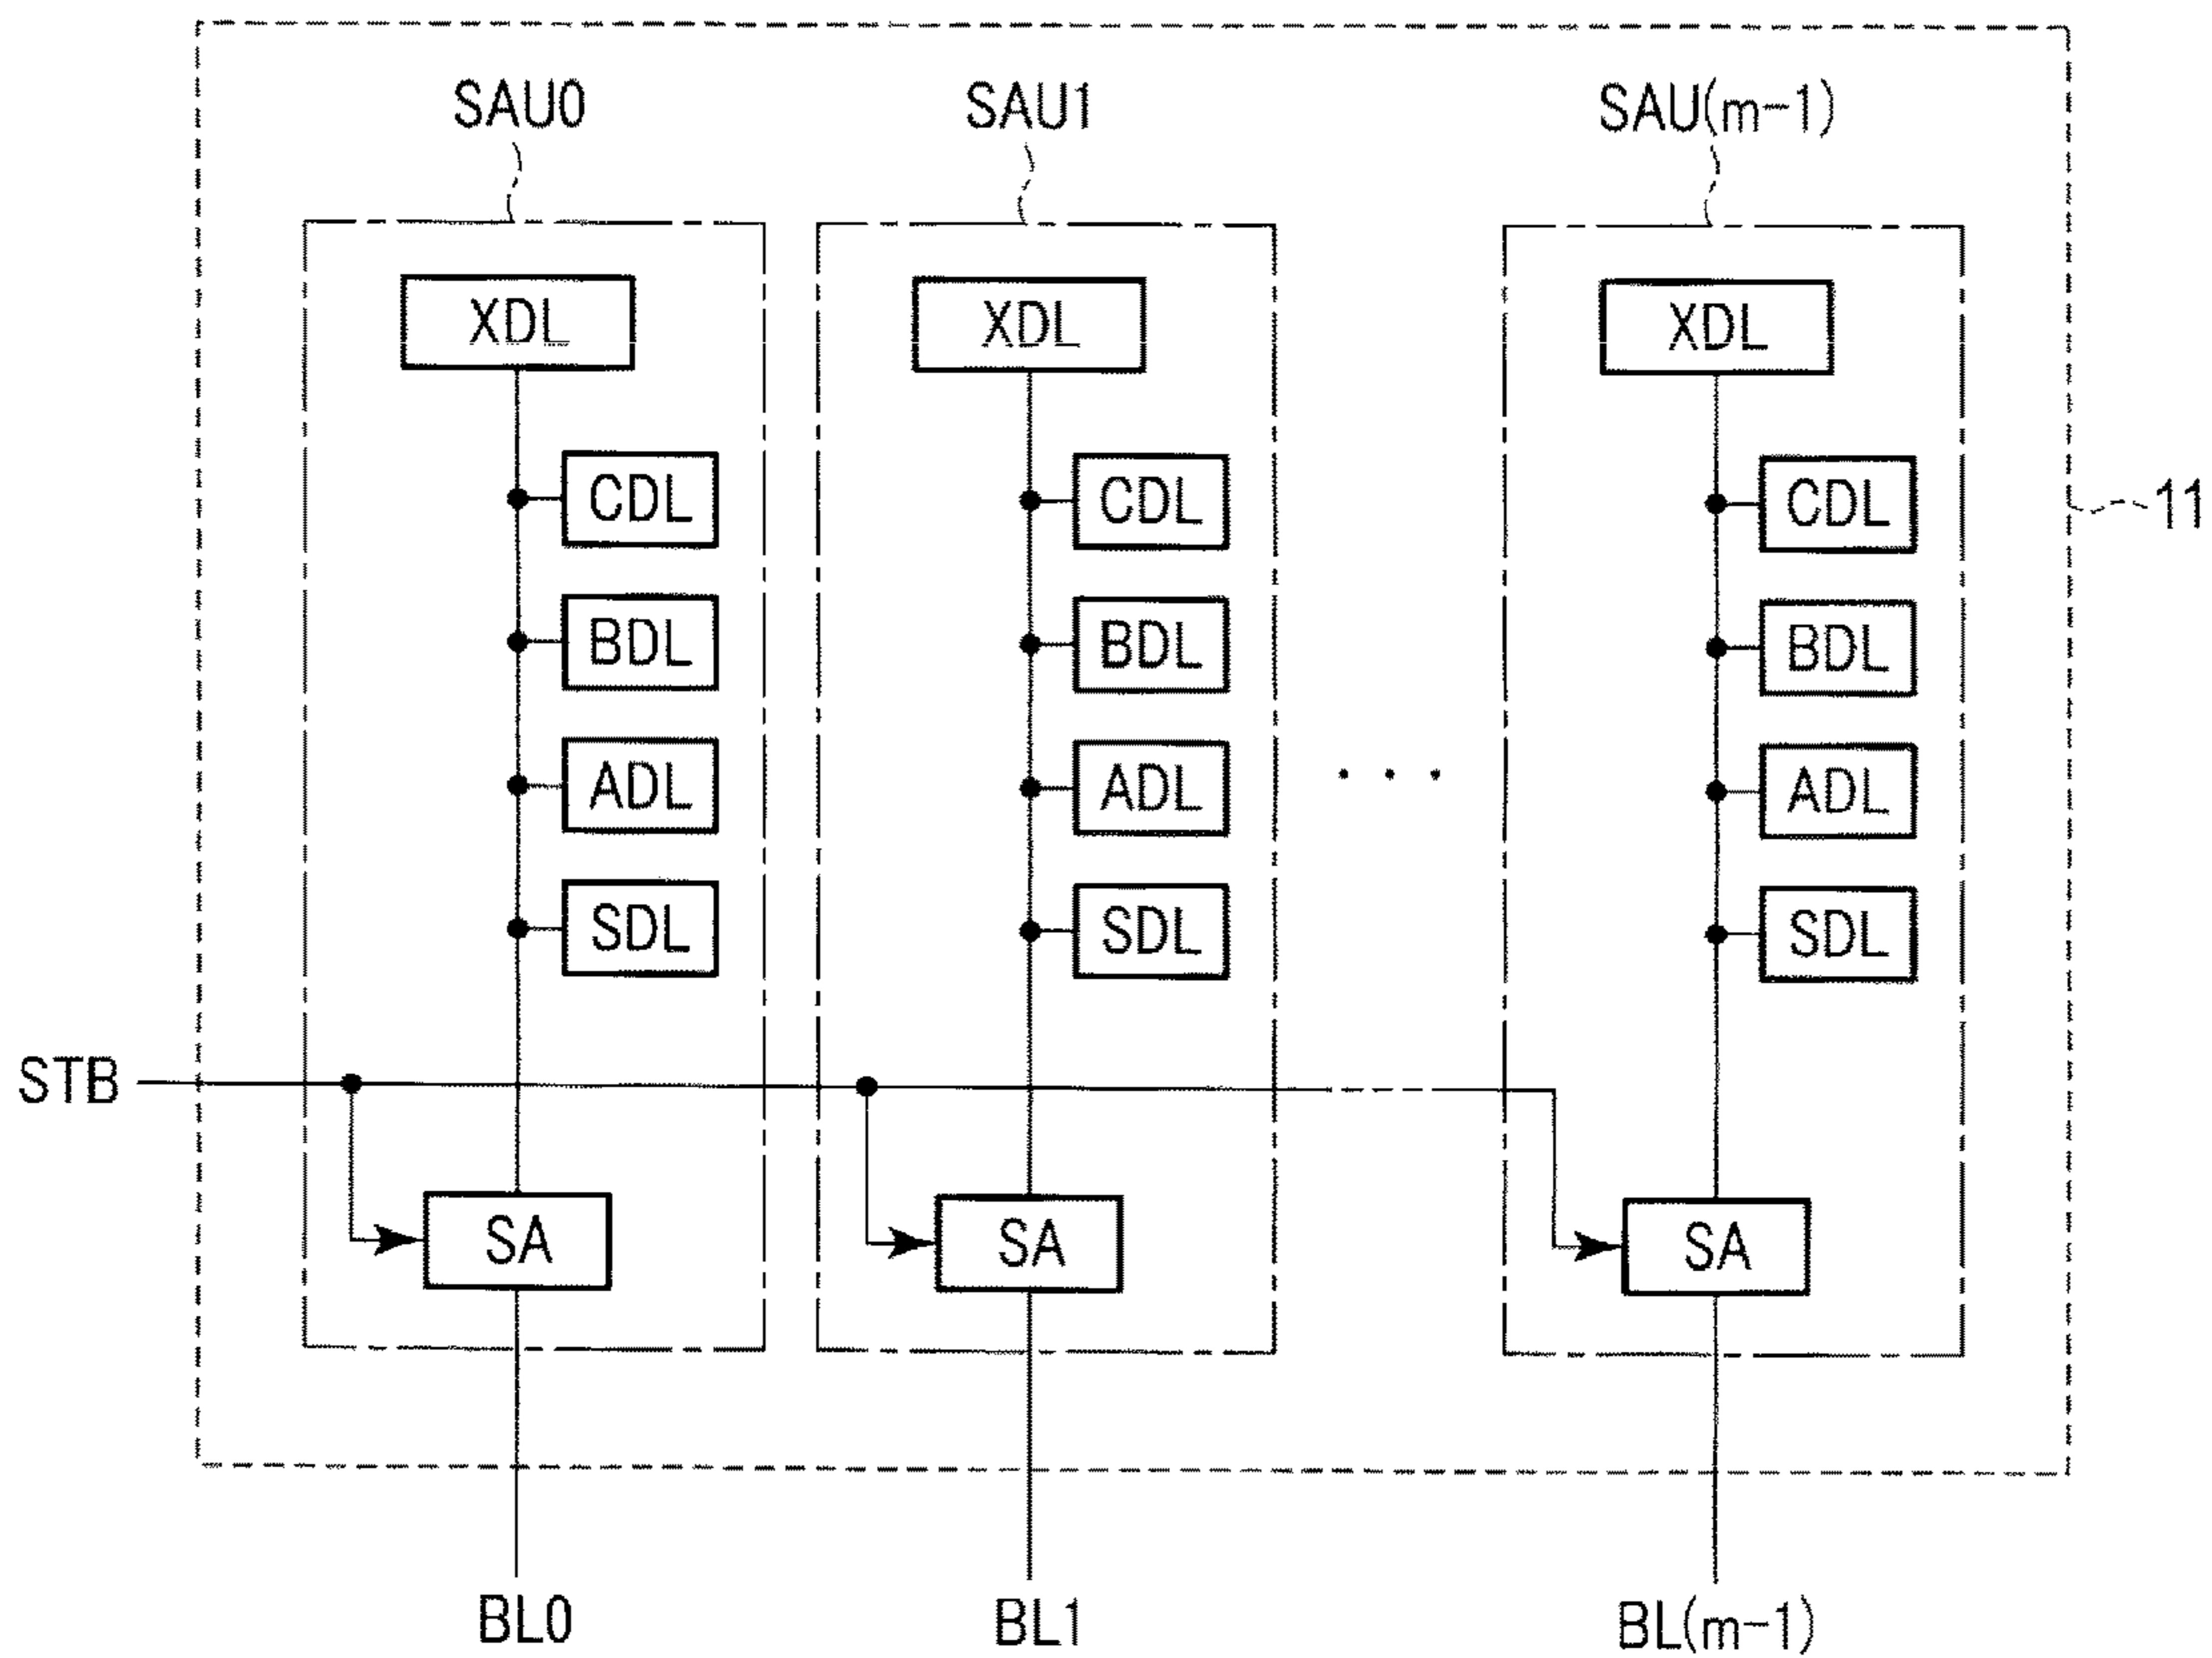 SAU0 SAU1 SAU(m-1)
XDL XDL XDL
CDL CDL CDL
11
BDL BDL BDL
ADL ADL ADL
. . .
SDL SDL SDL
STB
SA SA SA
BL0 BL1 BL(m-1)